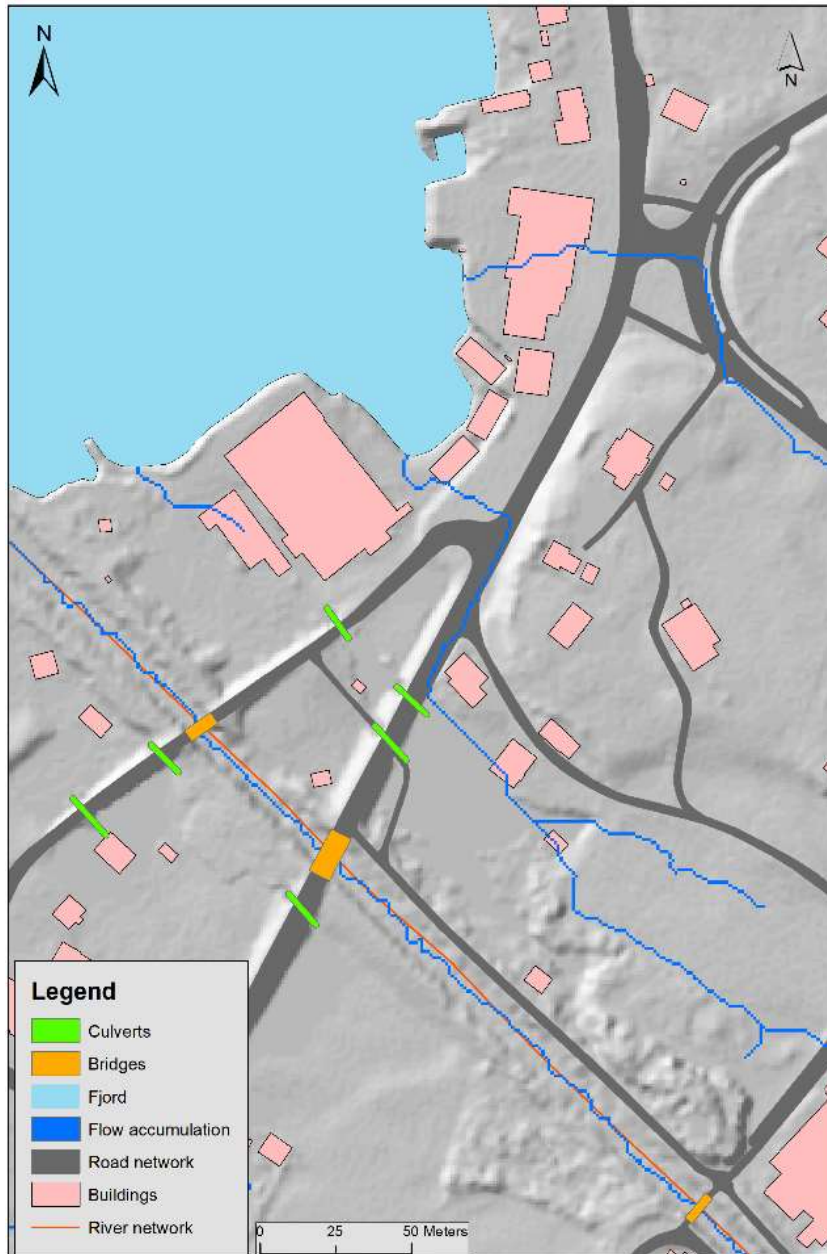 N
N
Legend
Culverts
Bridges
Fjord
Flow accumulation
Road network
Buildings
River network
0 25 50 Meters